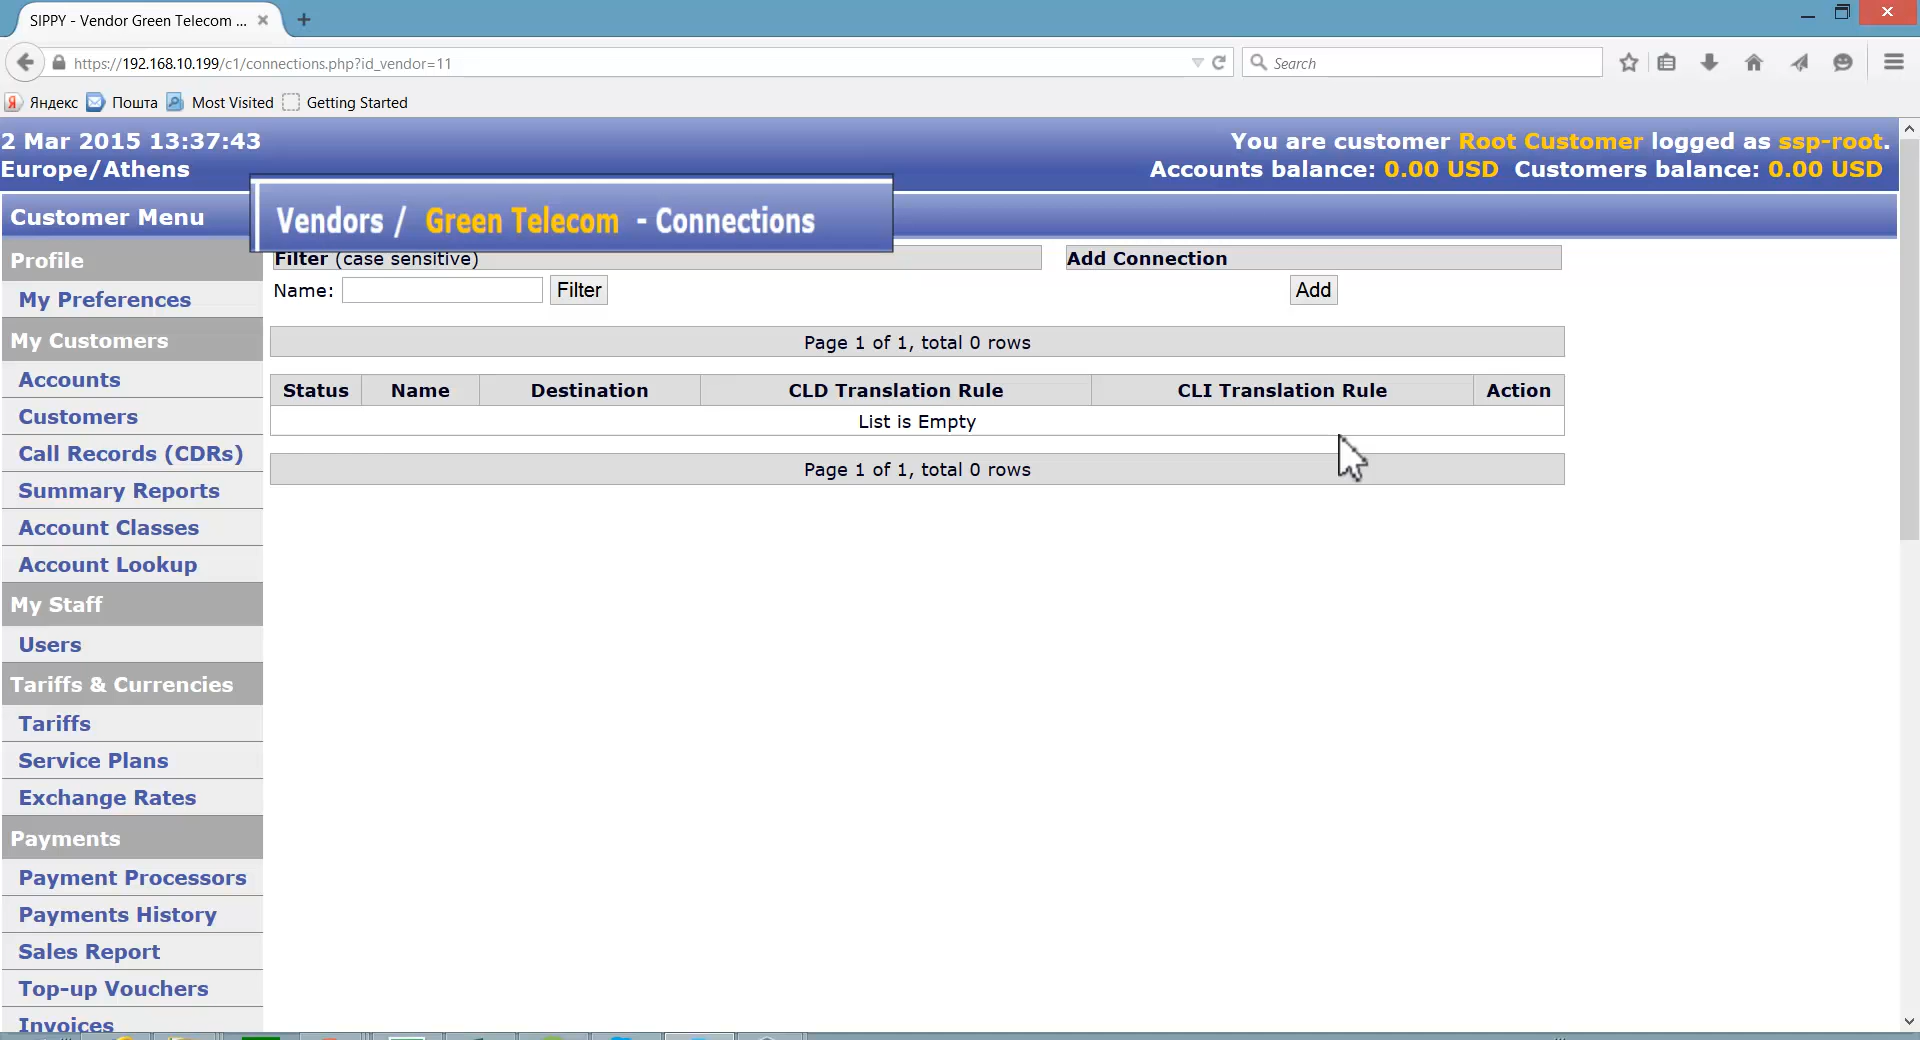 SIPPY - Vendor Green Telecom ...
https://192.168.10.199/c1/connections.php?id_vendor=11
Search
Яндекс Пошта Most Visited Getting Started
2 Mar 2015 13:37:43
Europe/Athens
You are customer Root Customer logged as ssp-root.
Accounts balance: 0.00 USD Customers balance: 0.00 USD
Customer Menu
Vendors / Green Telecom - Connections
Profile
My Preferences
My Customers
Accounts
Customers
Call Records (CDRs)
Summary Reports
Account Classes
Account Lookup
My Staff
Users
Tariffs & Currencies
Tariffs
Service Plans
Exchange Rates
Payments
Payment Processors
Payments History
Sales Report
Top-up Vouchers
Invoices
Filter (case sensitive)
Name: Filter
Add Connection
Add
Page 1 of 1, total 0 rows
Status Name Destination CLD Translation Rule CLI Translation Rule Action
List is Empty
Page 1 of 1, total 0 rows